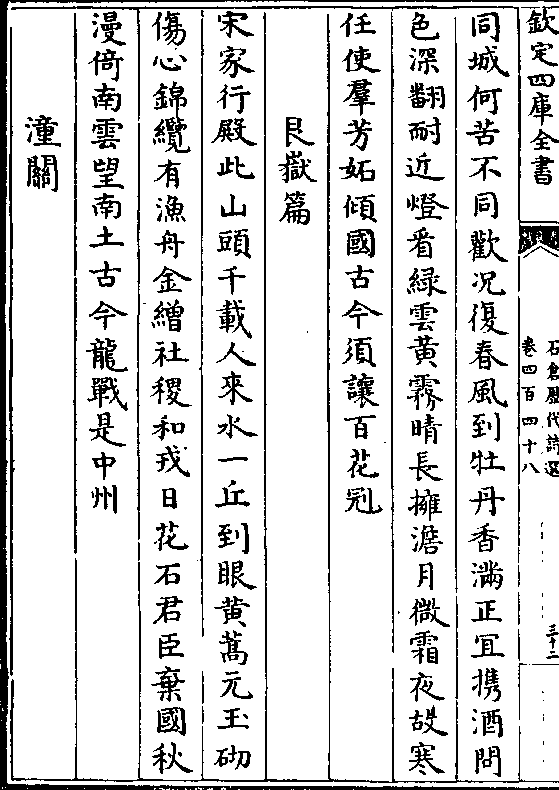 欽定四庫全書
石倉歷代詩選
卷四百四十八
三十二
同城何苦不同歡况復春風到牡丹香滿正宜携酒問
色深翻耐近燈看緑雲黄霧晴長擁澹月微霜夜故寒
任使羣芳妬傾國古今須讓百花冠
艮嶽篇
宋家行殿此山頭千載人來水一丘到眼黄蒿元玉砌
傷心錦纜有漁舟金繒社稷和戎日花石君臣棄國秋
漫倚南雲望南土古今龍戰是中州
潼關